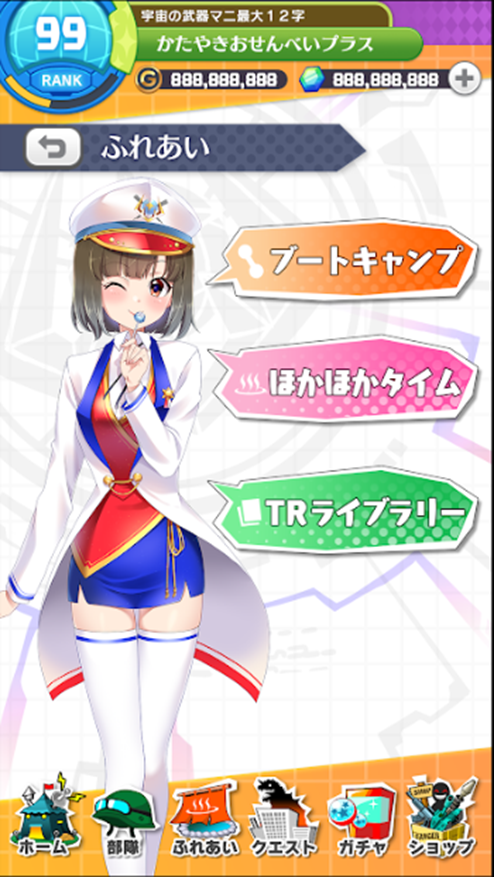 99
RANK
宇宙の武器マニ最大12字
かたやきおせんべいプラス
G 888,888,888
888,888,888
ふれあい
ブートキャンプ
ほかほかタイム
TRライブラリー
ホーム
部隊
ふれあい
クエスト
ガチャ
ショップ